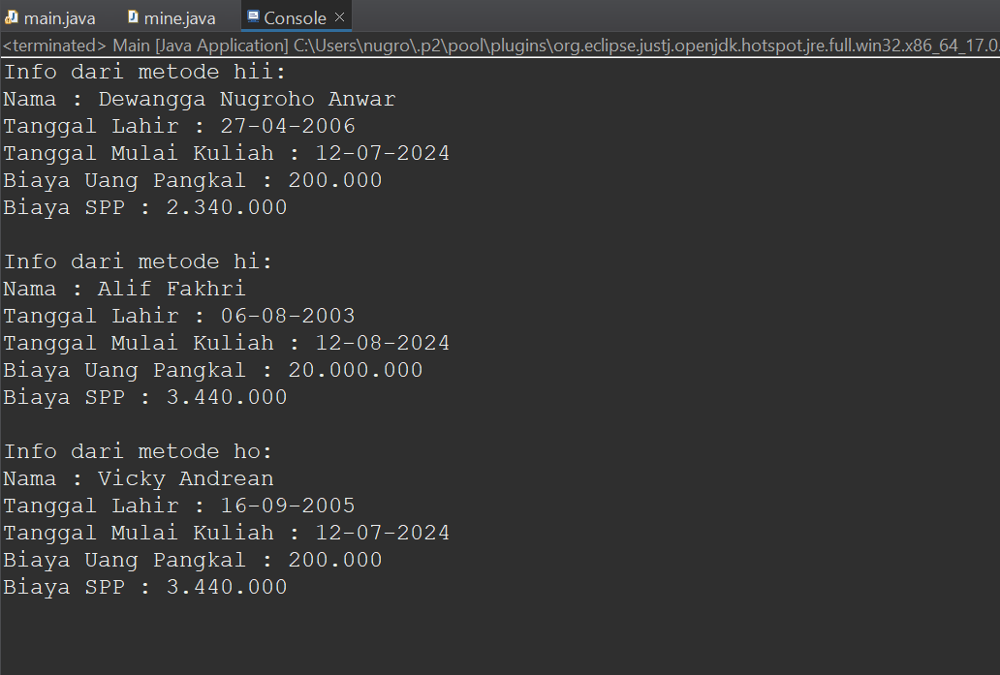 main.java mine.java Console
<terminated> Main [Java Application] C:\Users\nugro\.p2\pool\plugins\org.eclipse.justj.openjdk.hotspot.jre.full.win32.x86_64_17.0.
Info dari metode hii:
Nama : Dewangga Nugroho Anwar
Tanggal Lahir : 27-04-2006
Tanggal Mulai Kuliah : 12-07-2024
Biaya Uang Pangkal : 200.000
Biaya SPP : 2.340.000
Info dari metode hi:
Nama : Alif Fakhri
Tanggal Lahir : 06-08-2003
Tanggal Mulai Kuliah : 12-08-2024
Biaya Uang Pangkal : 20.000.000
Biaya SPP : 3.440.000
Info dari metode ho:
Nama : Vicky Andrean
Tanggal Lahir : 16-09-2005
Tanggal Mulai Kuliah : 12-07-2024
Biaya Uang Pangkal : 200.000
Biaya SPP : 3.440.000